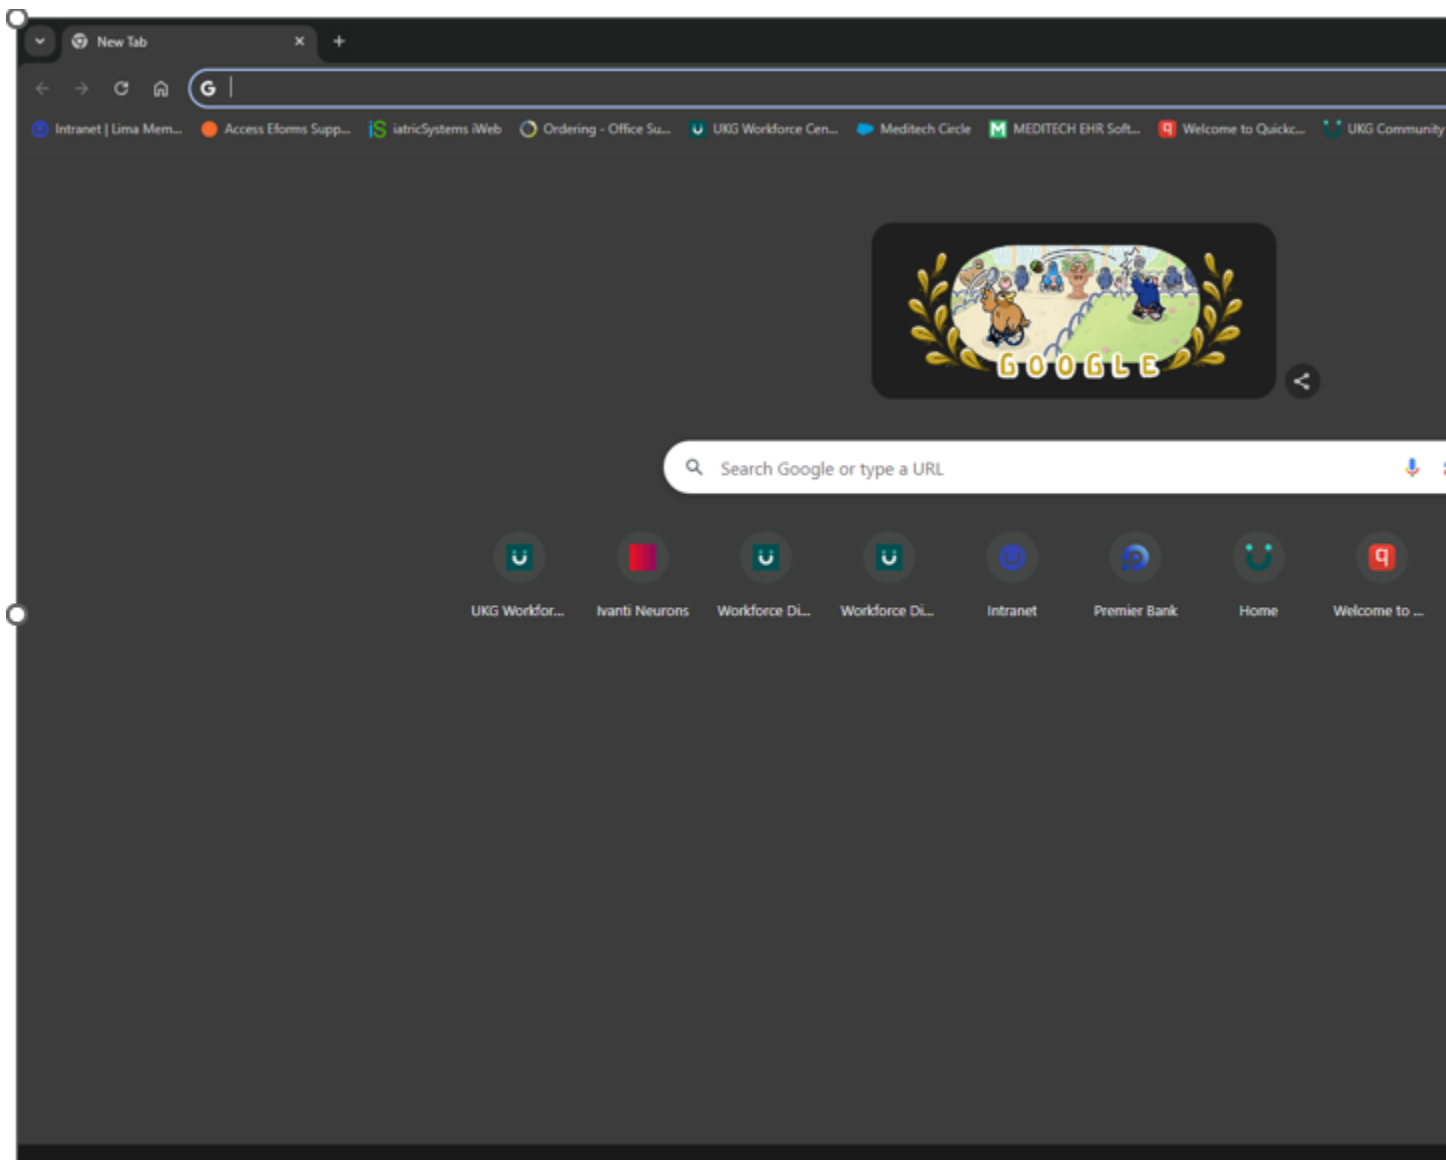 New Tab
Intranet | Lima Mem... Access Eforms Supp... iS iatricSystems iWeb Ordering - Office Su... UKG Workforce Cen... Meditech Circle M MEDITECH EHR Soft... q Welcome to Quickc... UKG Community
GOOGLE
Search Google or type a URL
UKG Workfor... Ivanti Neurons Workforce Di... Workforce Di... Intranet Premier Bank Home Welcome to ...